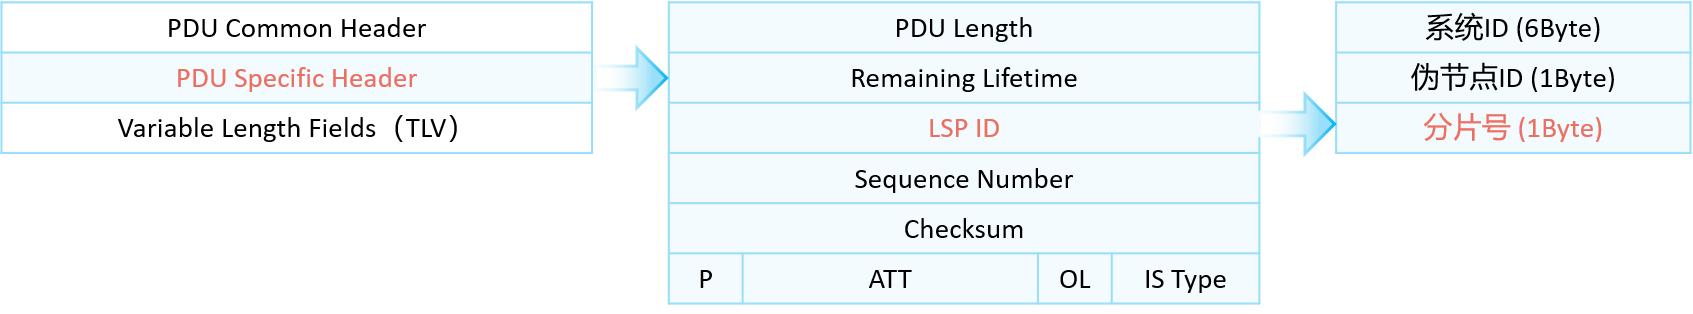 PDU Common Header
PDU Specific Header
Variable Length Fields（TLV）
PDU Length
Remaining Lifetime
LSP ID
Sequence Number
Checksum
P ATT OL IS Type
系统ID (6Byte)
伪节点ID (1Byte)
分片号 (1Byte)